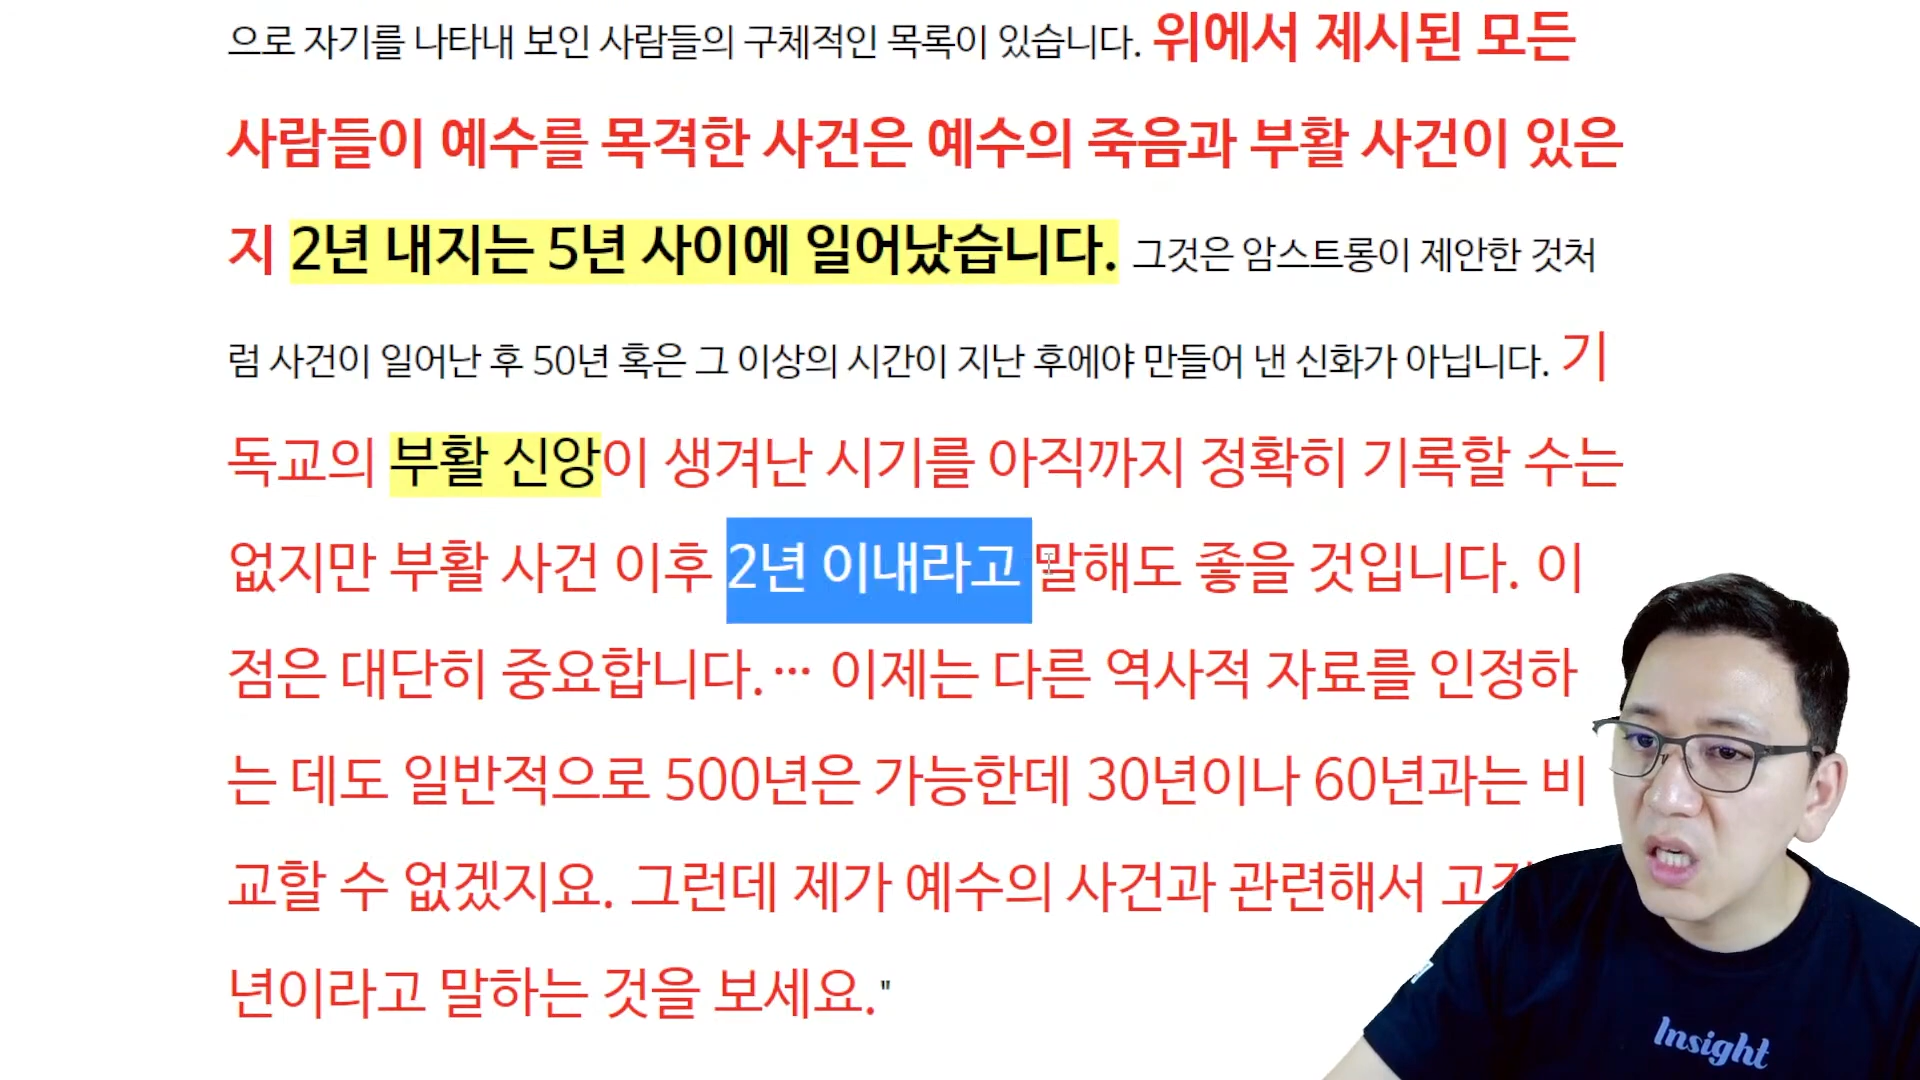 으로 자기를 나타내 보인 사람들의 구체적인 목록이 있습니다. 위에서 제시된 모든
사람들이 예수를 목격한 사건은 예수의 죽음과 부활 사건이 있은
지 2년 내지는 5년 사이에 일어났습니다. 그것은 암스트롱이 제안한 것처
럼 사건이 일어난 후 50년 혹은 그 이상의 시간이 지난 후에야 만들어 낸 신화가 아닙니다. 기
독교의 부활 신앙이 생겨난 시기를 아직까지 정확히 기록할 수는
없지만 부활 사건 이후 2년 이내라고 말해도 좋을 것입니다. 이
점은 대단히 중요합니다.… 이제는 다른 역사적 자료를 인정하
는 데도 일반적으로 500년은 가능한데 30년이나 60년과는 비
교할 수 없겠지요. 그런데 제가 예수의 사건과 관련해서
년이라고 말하는 것을 보세요."
Insight